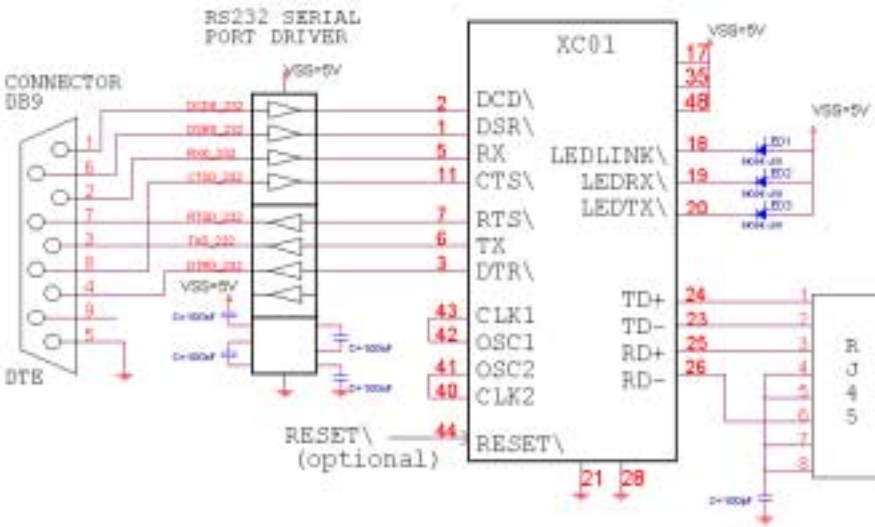 RS232 SERIAL
PORT DRIVER
XC01
VSS=5V
17
35
48
CONNECTOR
DB9
VSS=5V
VSS=5V
1
6
2
7
3
8
4
9
5
DTE
2 DCD\
1 DSR\
5 RX
11 CTS\
7 RTS\
6 TX
3 DTR\
VSS=5V
43 CLK1
42 OSC1
41 OSC2
40 CLK2
RESET\
(optional)
44 RESET\
LEDLINK\ 18
LEDRX\ 19
LEDTX\ 20
TD+ 24 1
TD- 23 2
RD+ 25 3
RD- 26 4
5
6
7
8
R
J
4
5
21
28